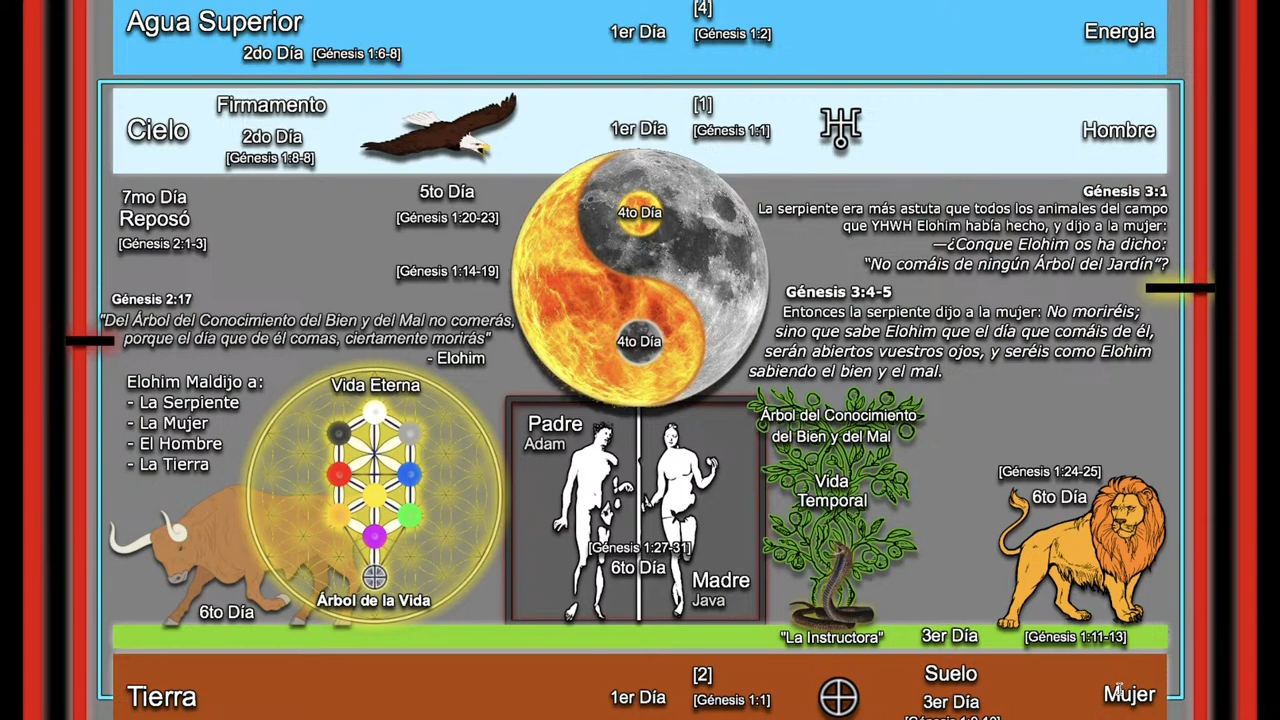 Agua Superior
2do Día [Génesis 1:6-8]
1er Día
[4]
[Génesis 1:2]
Energia
Cielo
Firmamento
2do Día
[Génesis 1:8-8]
1er Día
[1]
[Génesis 1:1]
Hombre
7mo Día
Reposó
[Génesis 2:1-3]
5to Día
[Génesis 1:20-23]
[Génesis 1:14-19]
4to Día
4to Día
Génesis 3:1
La serpiente era más astuta que todos los animales del campo
que YHWH Elohim había hecho, y dijo a la mujer:
—¿Conque Elohim os ha dicho:
"No comáis de ningún Árbol del Jardín"?
Génesis 3:4-5
Entonces la serpiente dijo a la mujer: No moriréis;
sino que sabe Elohim que el día que comáis de él,
serán abiertos vuestros ojos, y seréis como Elohim
sabiendo el bien y el mal.
Génesis 2:17
"Del Árbol del Conocimiento del Bien y del Mal no comerás,
porque el día que de él comas, ciertamente morirás"
- Elohim
Elohim Maldijo a:
- La Serpiente
- La Mujer
- El Hombre
- La Tierra
Vida Eterna
Árbol de la Vida
6to Día
Padre
Adam
[Génesis 1:27-31]
6to Día
Madre
Java
Árbol del Conocimiento
del Bien y del Mal
Vida
Temporal
"La Instructora"
[Génesis 1:24-25]
6to Día
3er Día
[Génesis 1:11-13]
Tierra
1er Día
[2]
[Génesis 1:1]
Suelo
3er Día
Mujer